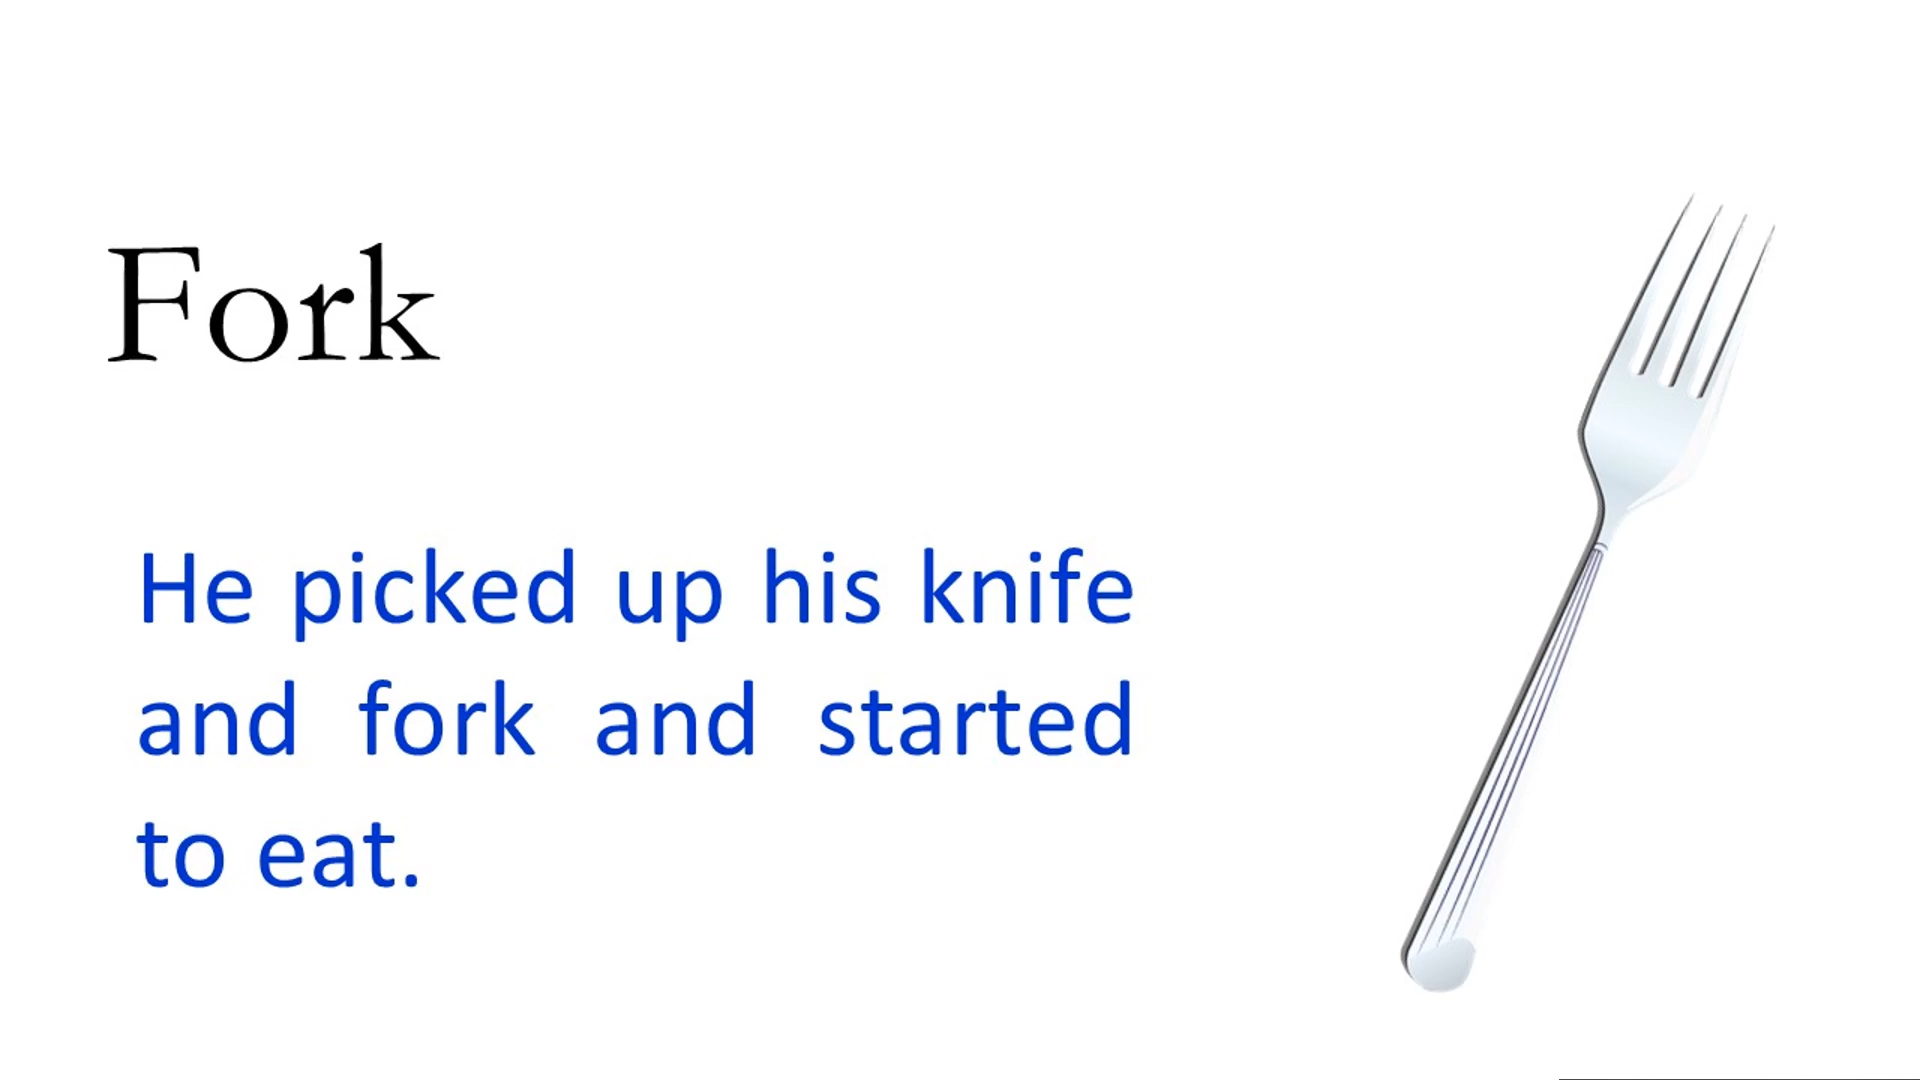 Fork
He picked up his knife
and fork and started
to eat.